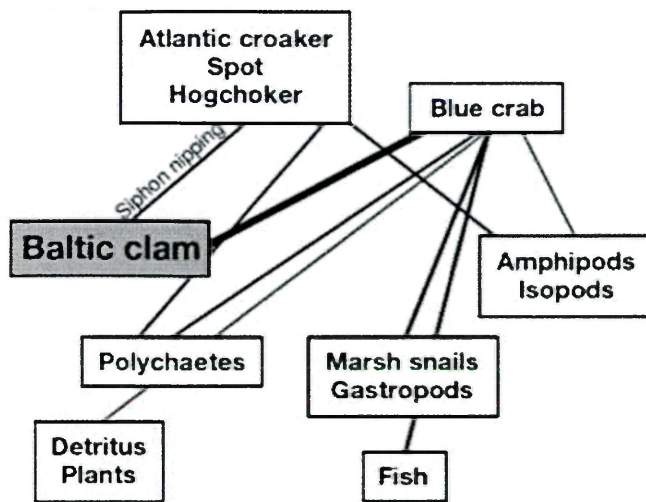 Atlantic croaker
Spot
Hogchoker
Blue crab
Siphon nipping
Baltic clam
Amphipods
Isopods
Polychaetes
Marsh snails
Gastropods
Detritus
Plants
Fish